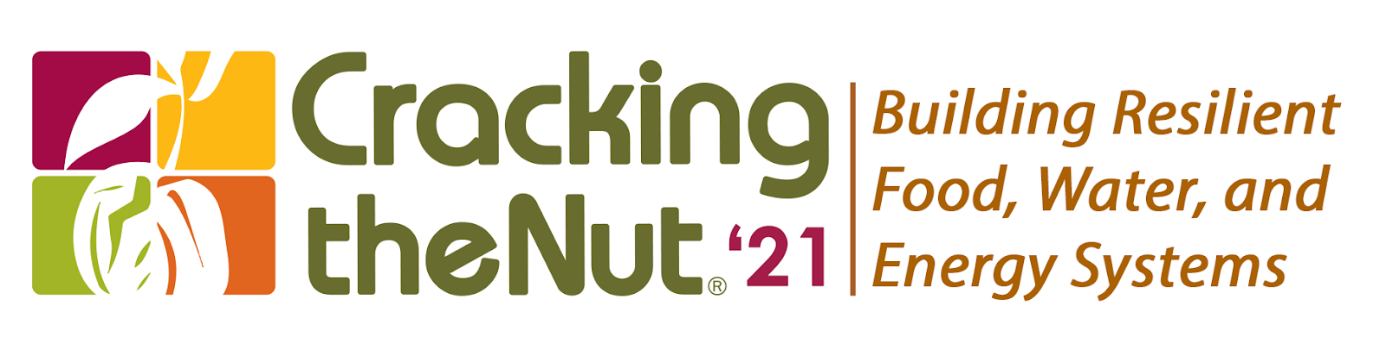 Cracking
theNut® ‘21
Building Resilient
Food, Water, and
Energy Systems